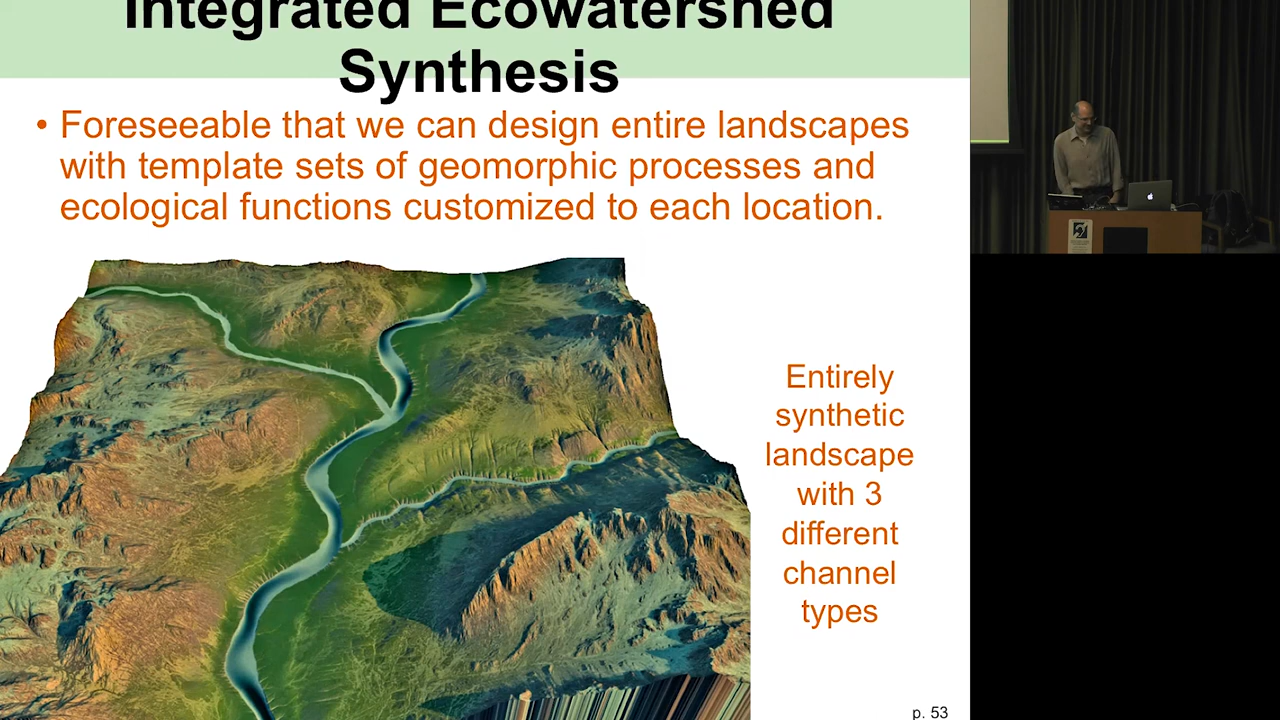 Integrated Ecowatershed
Synthesis
• Foreseeable that we can design entire landscapes
with template sets of geomorphic processes and
ecological functions customized to each location.
Entirely
synthetic
landscape
with 3
different
channel
types
p. 53